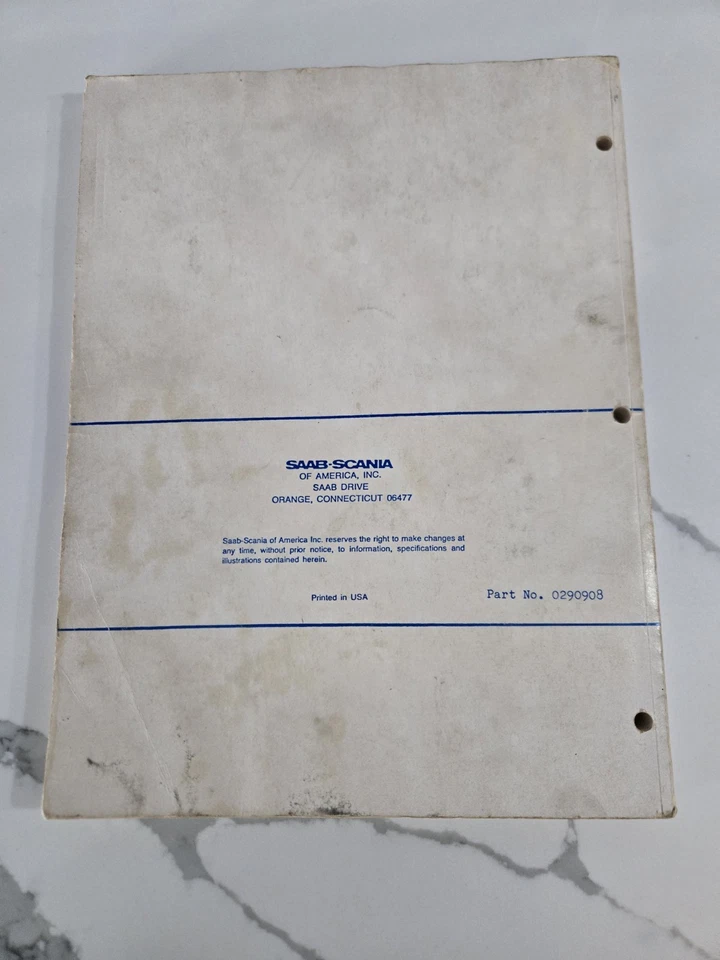 SAAB-SCANIA
OF AMERICA, INC.
SAAB DRIVE
ORANGE, CONNECTICUT 06477
Saab-Scania of America Inc. reserves the right to make changes at
any time, without prior notice, to information, specifications and
illustrations contained herein.
Printed in USA
Part No. 0290908